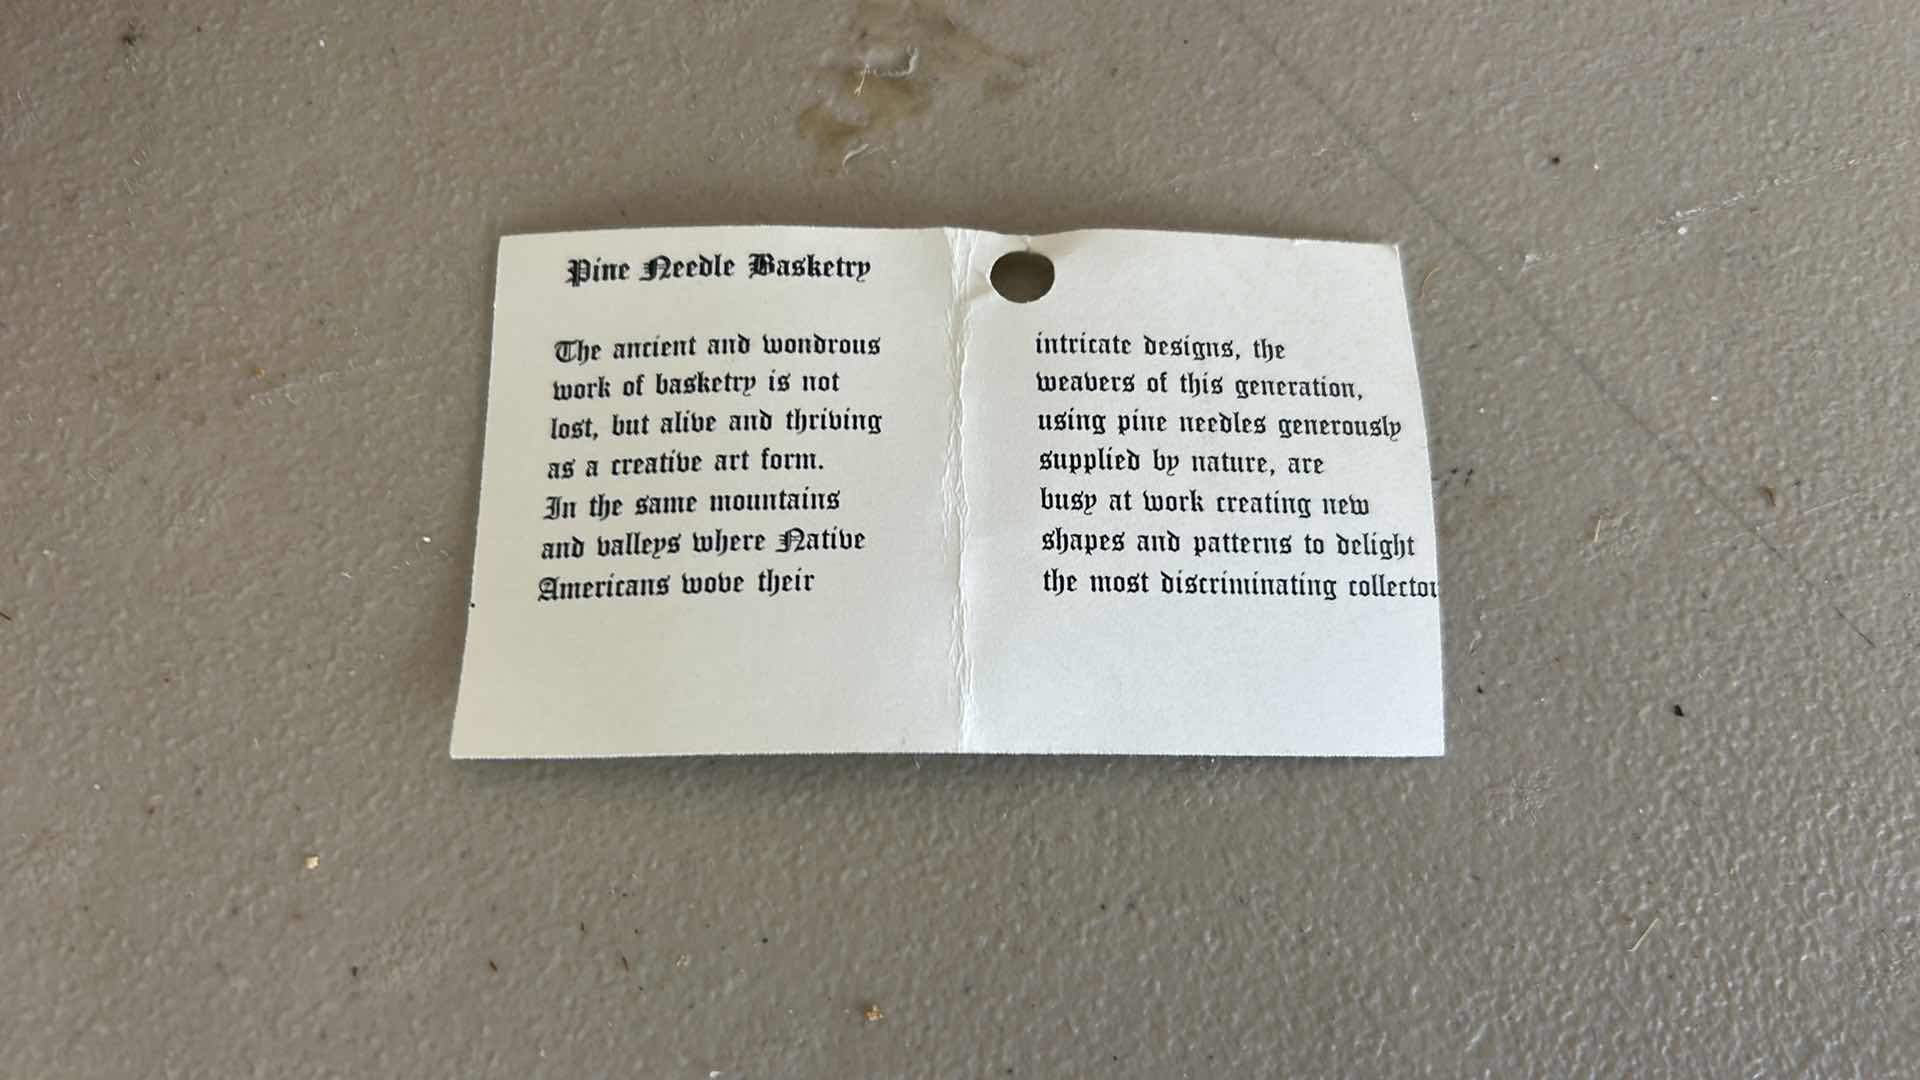 Pine Needle Basketry
The ancient and wondrous
work of basketry is not
lost, but alive and thriving
as a creative art form.
In the same mountains
and valleys where Native
Americans wove their
intricate designs, the
weavers of this generation,
using pine needles generously
supplied by nature, are
busy at work creating new
shapes and patterns to delight
the most discriminating collector